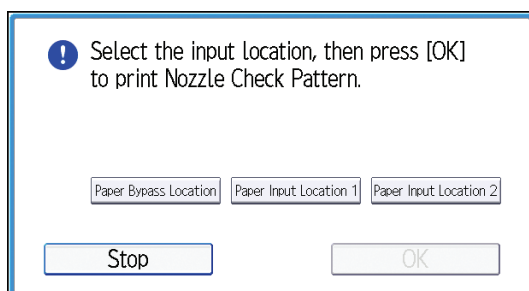 Select the input location, then press [OK]
to print Nozzle Check Pattern.
Paper Bypass Location Paper Input Location 1 Paper Input Location 2
Stop OK